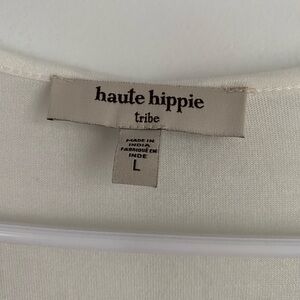 haute hippie
tribe
MADE IN
INDIA
FABRIQUÉ EN
INDE
L